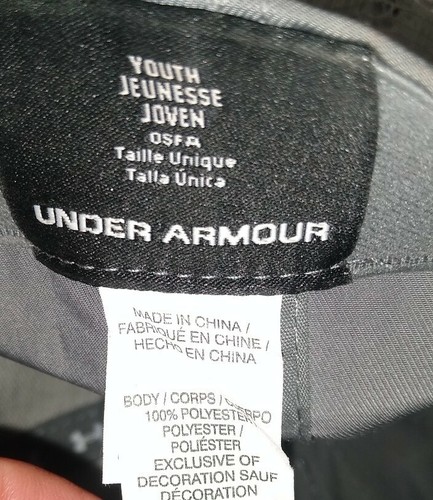 YOUTH
JEUNESSE
JOVEN
OSFA
Taille Unique
Talla Única
UNDER ARMOUR
MADE IN CHINA /
FABRIQUÉ EN CHINE /
HECHO EN CHINA
BODY / CORPS /
100% POLYESTER
POLYESTER /
POLIÉSTER
EXCLUSIVE OF
DECORATION SAUF
DÉCORATION